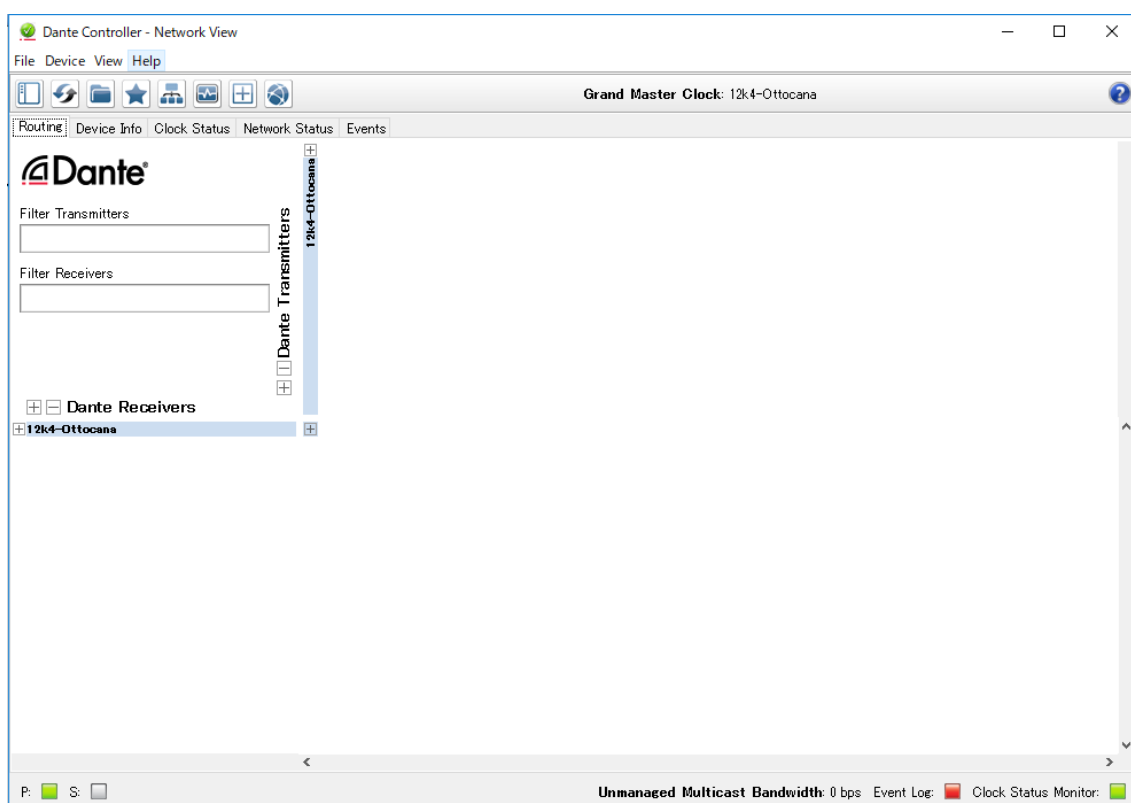 Dante Controller - Network View
File Device View Help
Grand Master Clock: 12k4-Ottocana
?
Routing Device Info Clock Status Network Status Events
Dante®
Filter Transmitters
Filter Receivers
Dante Transmitters
12k4-Ottocana
Dante Receivers
12k4-Ottocana
P: S: Unmanaged Multicast Bandwidth: 0 bps Event Log: Clock Status Monitor: